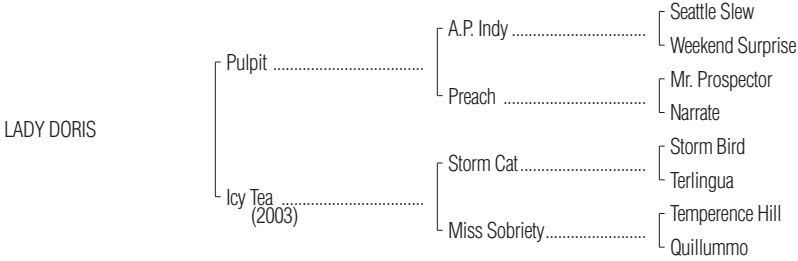 Seattle Slew
A.P. Indy ..................................
Weekend Surprise
Pulpit ......................................
Mr. Prospector
Preach ....................................
Narrate
LADY DORIS
Storm Bird
Storm Cat................................
Terlingua
Icy Tea .....................................
(2003)
Temperence Hill
Miss Sobriety.........................
Quillummo